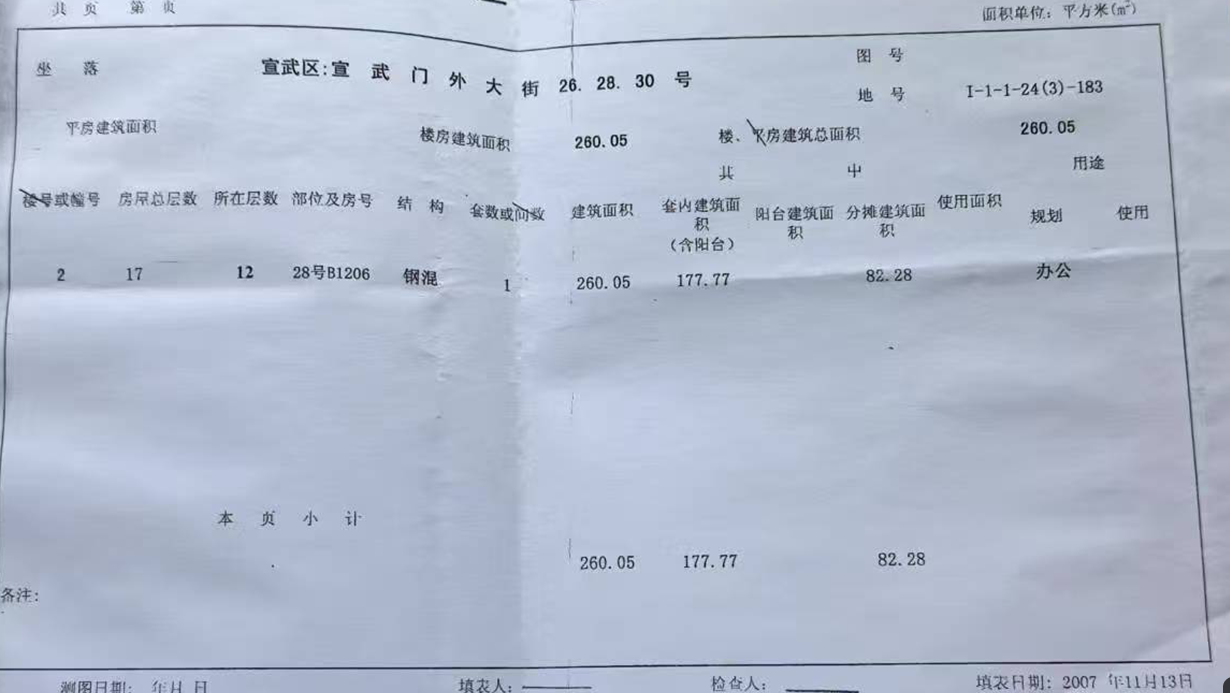 共 页 第 页 面积单位：平方米(㎡)
坐 落 宣武区:宣 武 门 外 大 街 26. 28. 30 号 图 号
地 号 I-1-1-24(3)-183
平房建筑面积 楼房建筑面积 260.05 楼、平房建筑总面积 260.05
其 中 用途
楼号或幢号 房屋总层数 所在层数 部位及房号 结 构 套数或间数 建筑面积 套内建筑面积（含阳台） 阳台建筑面积 分摊建筑面积 使用面积 规划 使用
2 17 12 28号B1206 钢混 1 260.05 177.77 82.28 办公
本 页 小 计
260.05 177.77 82.28
备注:
测图日期: 年 月 日 填表人: 检查人: 填表日期: 2007 年11月13日